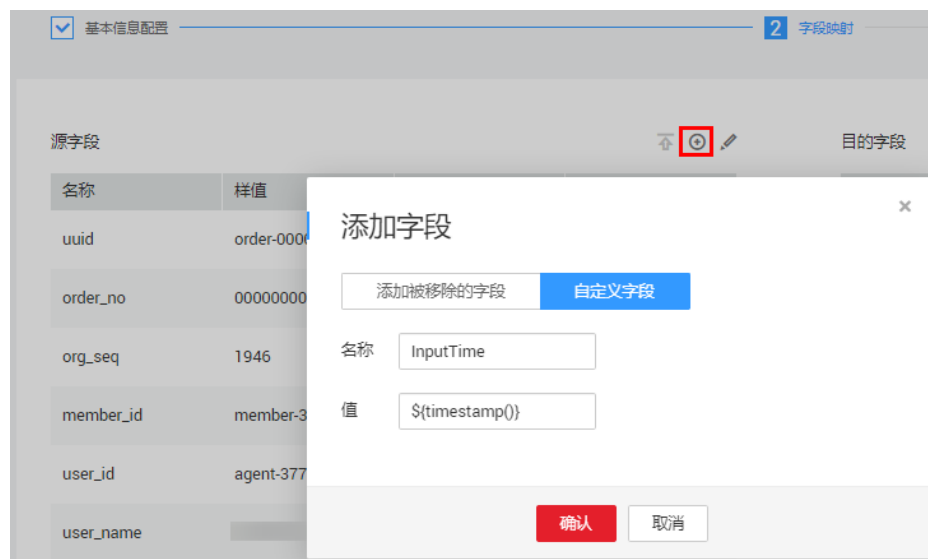 基本信息配置
2 字段映射
源字段
目的字段
名称 样值
uuid order-000
order_no 00000000
org_seq 1946
member_id member-3
user_id agent-377
user_name
添加字段
添加被移除的字段 自定义字段
名称 InputTime
值 ${timestamp()}
确认 取消